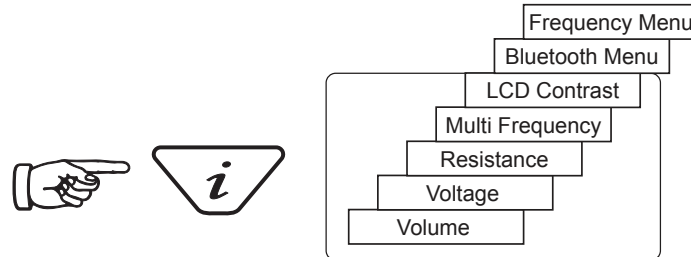 Frequency Menu
Bluetooth Menu
LCD Contrast
Multi Frequency
Resistance
i
Voltage
Volume